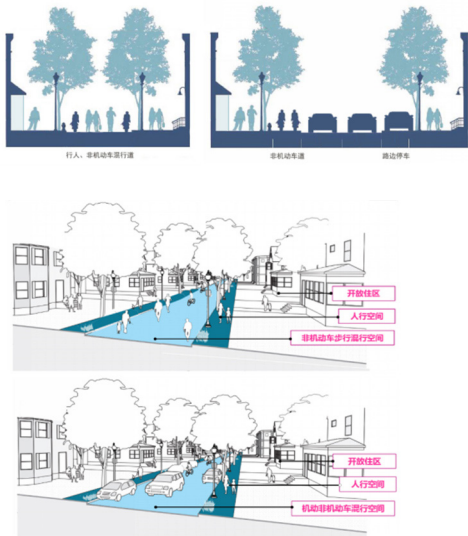 行人、非机动车混行道
非机动车道
路边停车
开放住区
人行空间
非机动车步行混行空间
开放住区
人行空间
机动非机动车混行空间